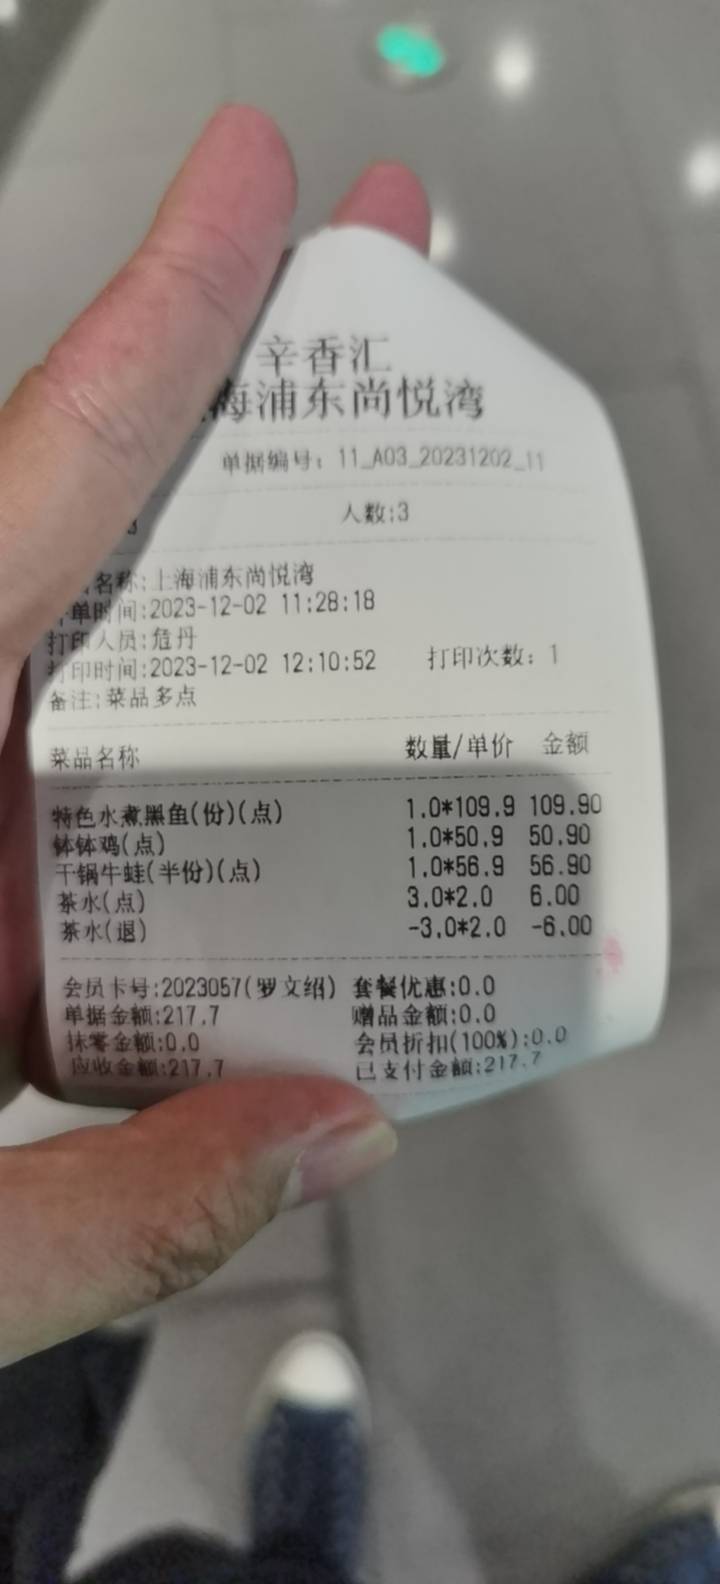 辛香汇
海浦东尚悦湾
单据编号：11_A03_20231202_11
人数:3
名称:上海浦东尚悦湾
单时间:2023-12-02 11:28:18
打印人员:危丹
打印时间:2023-12-02 12:10:52 打印次数：1
备注:菜品多点
菜品名称 数量/单价 金额
特色水煮黑鱼(份)(点) 1.0*109.9 109.90
钵钵鸡(点) 1.0*50.9 50.90
干锅牛蛙(半份)(点) 1.0*56.9 56.90
茶水(点) 3.0*2.0 6.00
茶水(退) -3.0*2.0 -6.00
会员卡号:2023057(罗文绍) 套餐优惠:0.0
单据金额:217.7 赠品金额:0.0
抹零金额:0.0 会员折扣(100%):0.0
应收金额:217.7 已支付金额:217.7